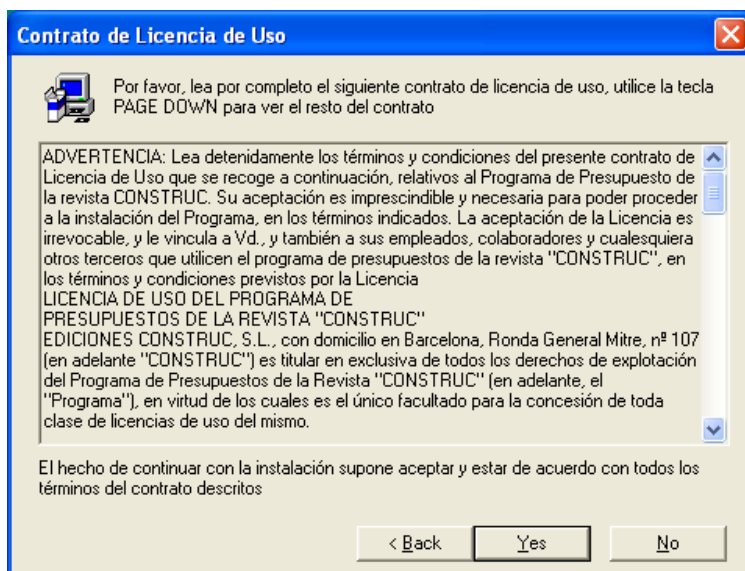 Contrato de Licencia de Uso
Por favor, lea por completo el siguiente contrato de licencia de uso, utilice la tecla
PAGE DOWN para ver el resto del contrato
ADVERTENCIA: Lea detenidamente los términos y condiciones del presente contrato de
Licencia de Uso que se recoge a continuación, relativos al Programa de Presupuesto de
la revista CONSTRUC. Su aceptación es imprescindible y necesaria para poder proceder
a la instalación del Programa, en los términos indicados. La aceptación de la Licencia es
irrevocable, y le vincula a Vd., y también a sus empleados, colaboradores y cualesquiera
otros terceros que utilicen el programa de presupuestos de la revista "CONSTRUC", en
los términos y condiciones previstos por la Licencia
LICENCIA DE USO DEL PROGRAMA DE
PRESUPUESTOS DE LA REVISTA "CONSTRUC"
EDICIONES CONSTRUC, S.L., con domicilio en Barcelona, Ronda General Mitre, nº 107
(en adelante "CONSTRUC") es titular en exclusiva de todos los derechos de explotación
del Programa de Presupuestos de la Revista "CONSTRUC" (en adelante, el
"Programa"), en virtud de los cuales es el único facultado para la concesión de toda
clase de licencias de uso del mismo.
El hecho de continuar con la instalación supone aceptar y estar de acuerdo con todos los
términos del contrato descritos
< Back Yes No